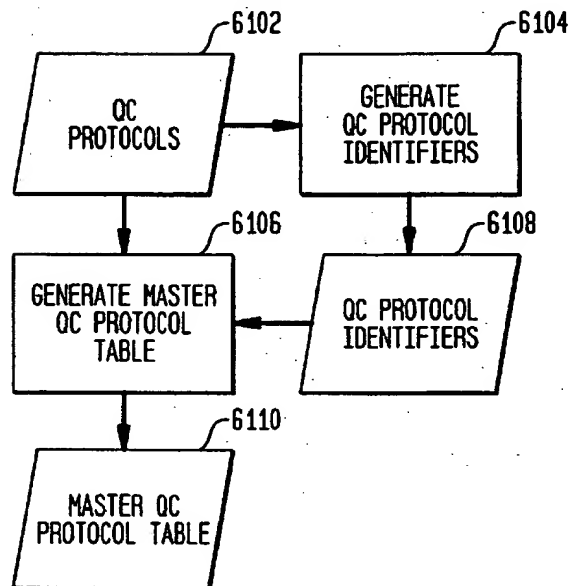 6102
6104
QC
PROTOCOLS
GENERATE
QC PROTOCOL
IDENTIFIERS
6106
6108
GENERATE MASTER
QC PROTOCOL
TABLE
QC PROTOCOL
IDENTIFIERS
6110
MASTER QC
PROTOCOL TABLE